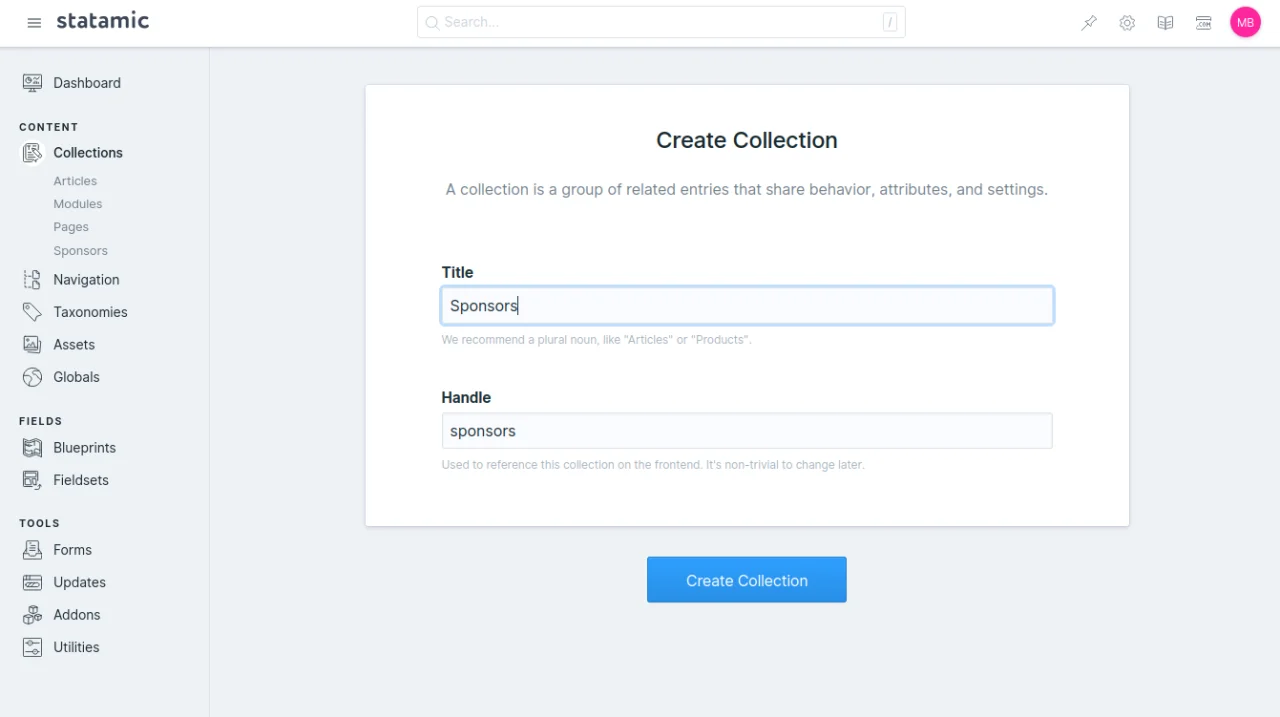 statamic
Search...
/
.COM
MB
Dashboard
CONTENT
Collections
Articles
Modules
Pages
Sponsors
Navigation
Taxonomies
Assets
Globals
FIELDS
Blueprints
Fieldsets
TOOLS
Forms
Updates
Addons
Utilities
Create Collection
A collection is a group of related entries that share behavior, attributes, and settings.
Title
Sponsors
We recommend a plural noun, like "Articles" or "Products".
Handle
sponsors
Used to reference this collection on the frontend. It's non-trivial to change later.
Create Collection